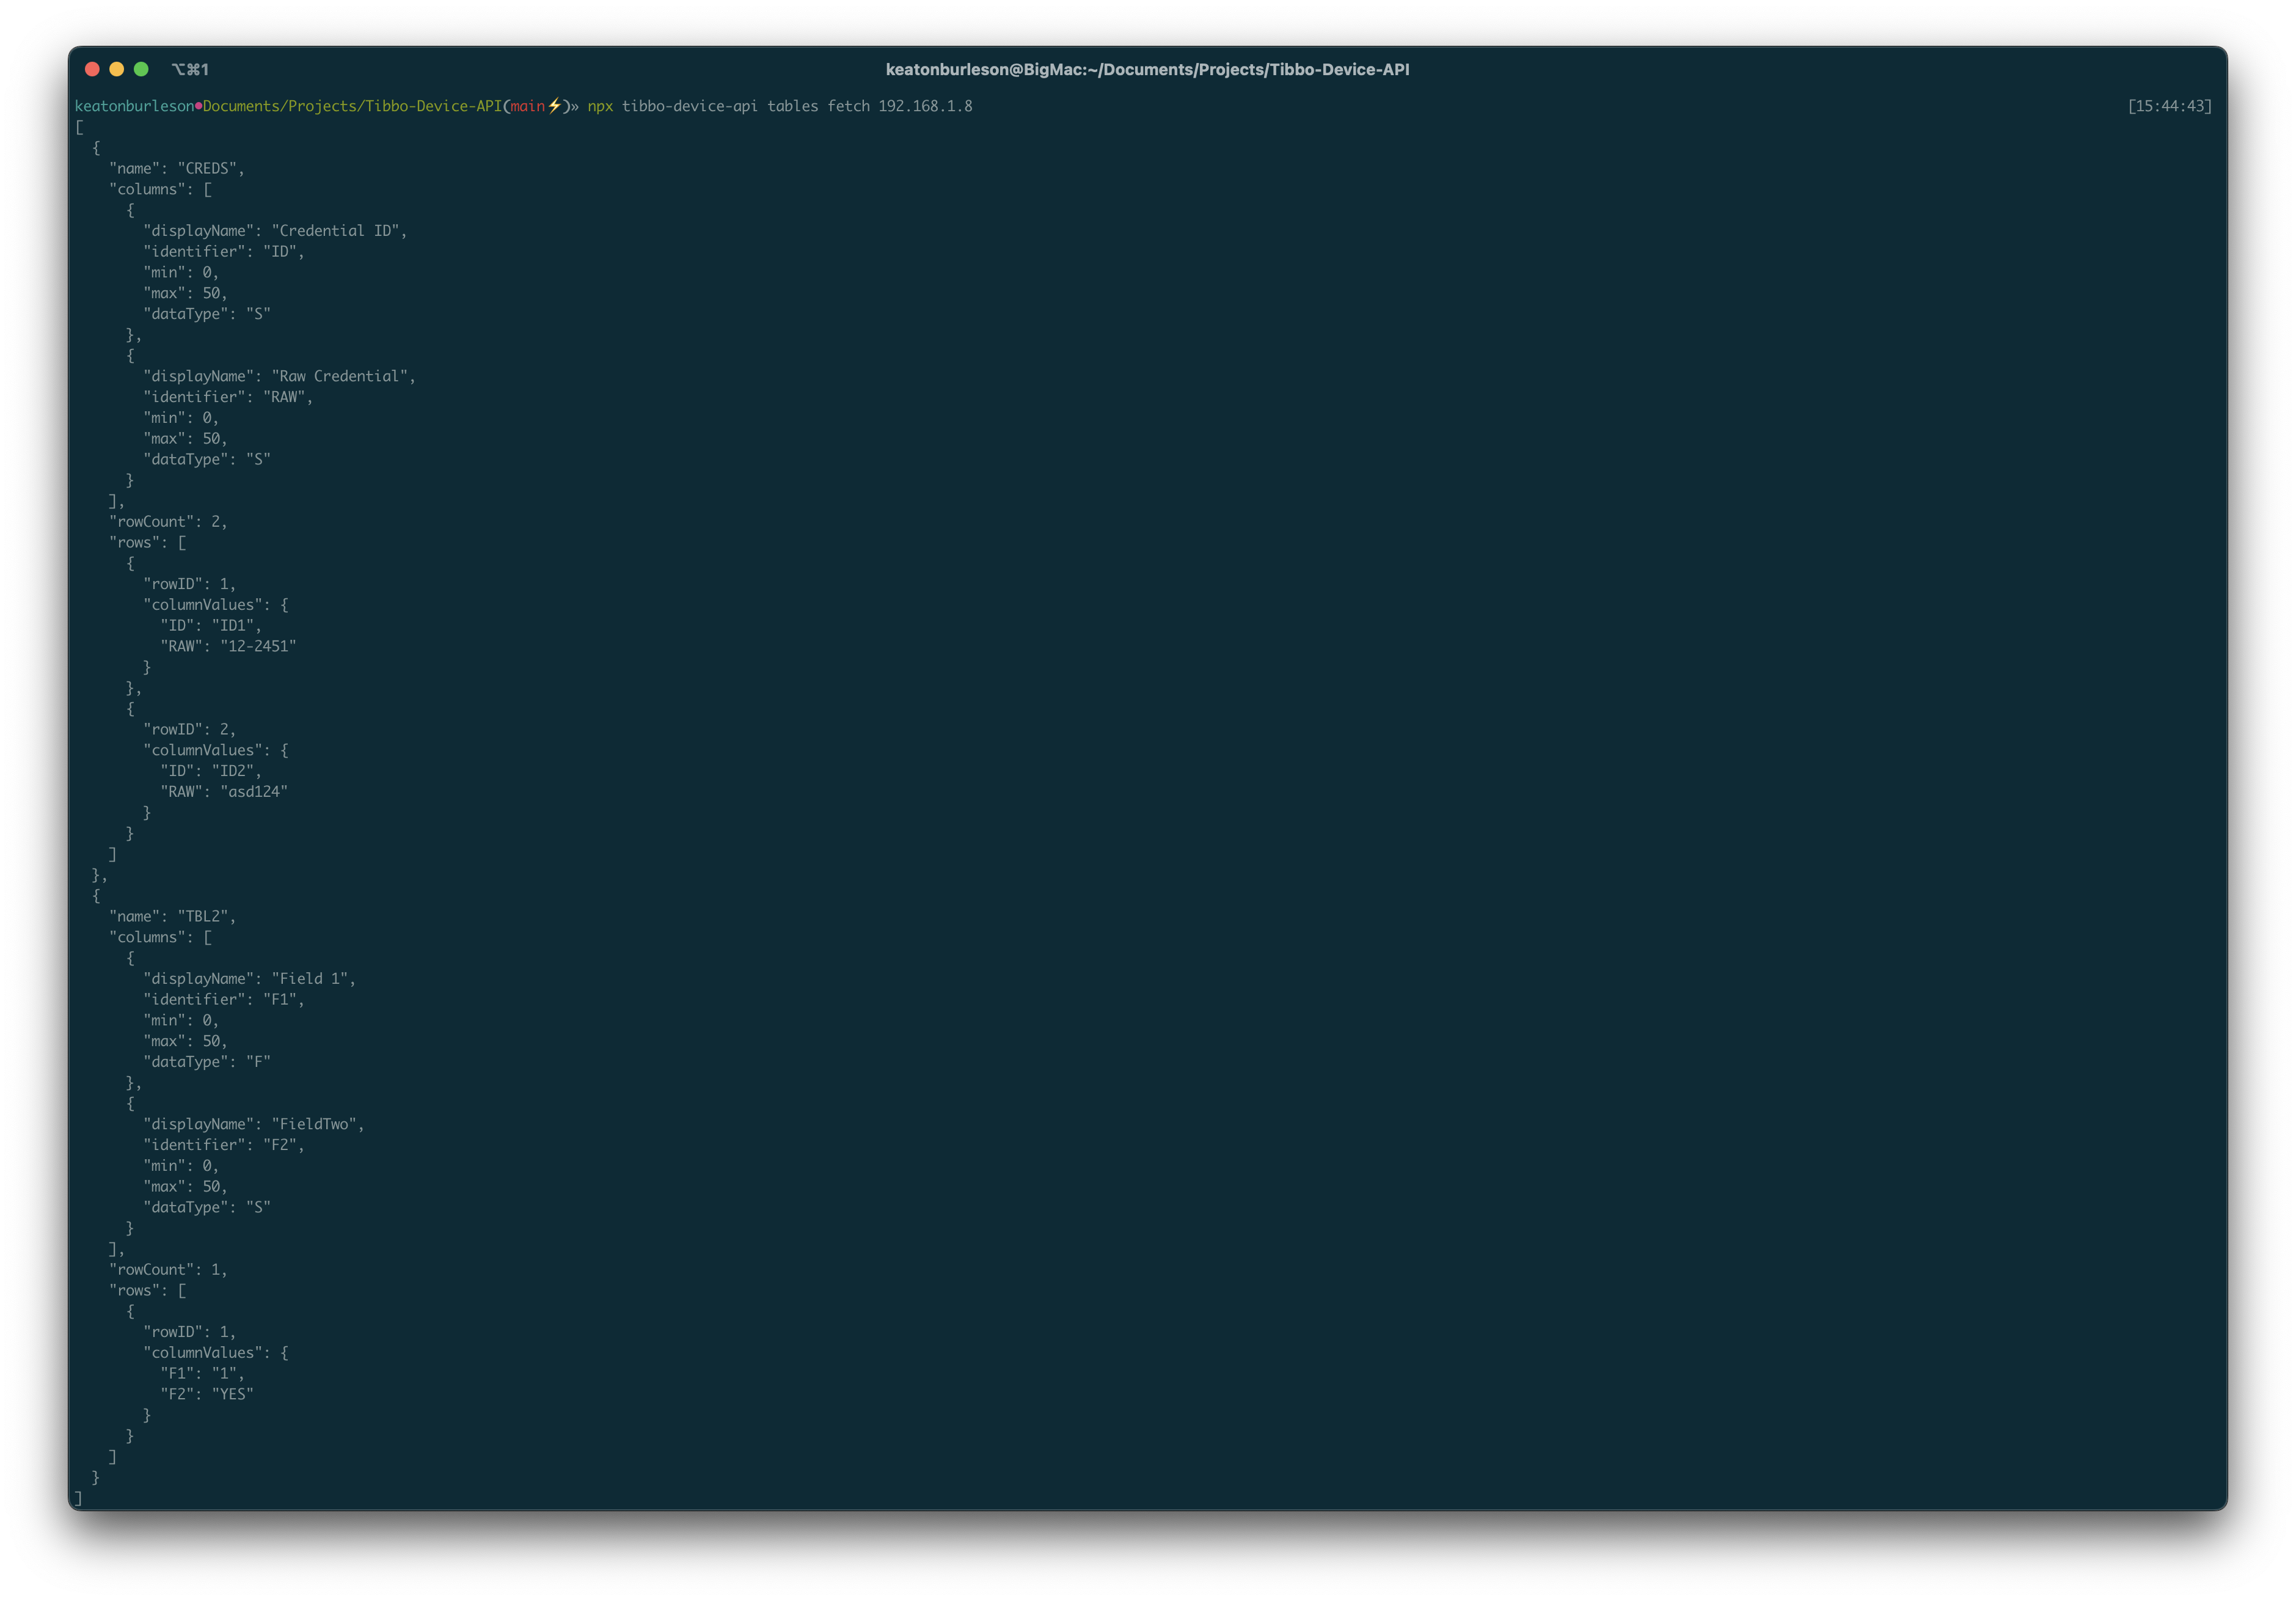 ⌥⌘1 keatonburleson@BigMac:~/Documents/Projects/Tibbo-Device-API
keatonburleson●Documents/Projects/Tibbo-Device-API(main⚡)» npx tibbo-device-api tables fetch 192.168.1.8 [15:44:43]
[
  {
    "name": "CREDS",
    "columns": [
      {
        "displayName": "Credential ID",
        "identifier": "ID",
        "min": 0,
        "max": 50,
        "dataType": "S"
      },
      {
        "displayName": "Raw Credential",
        "identifier": "RAW",
        "min": 0,
        "max": 50,
        "dataType": "S"
      }
    ],
    "rowCount": 2,
    "rows": [
      {
        "rowID": 1,
        "columnValues": {
          "ID": "ID1",
          "RAW": "12-2451"
        }
      },
      {
        "rowID": 2,
        "columnValues": {
          "ID": "ID2",
          "RAW": "asd124"
        }
      }
    ]
  },
  {
    "name": "TBL2",
    "columns": [
      {
        "displayName": "Field 1",
        "identifier": "F1",
        "min": 0,
        "max": 50,
        "dataType": "F"
      },
      {
        "displayName": "FieldTwo",
        "identifier": "F2",
        "min": 0,
        "max": 50,
        "dataType": "S"
      }
    ],
    "rowCount": 1,
    "rows": [
      {
        "rowID": 1,
        "columnValues": {
          "F1": "1",
          "F2": "YES"
        }
      }
    ]
  }
]